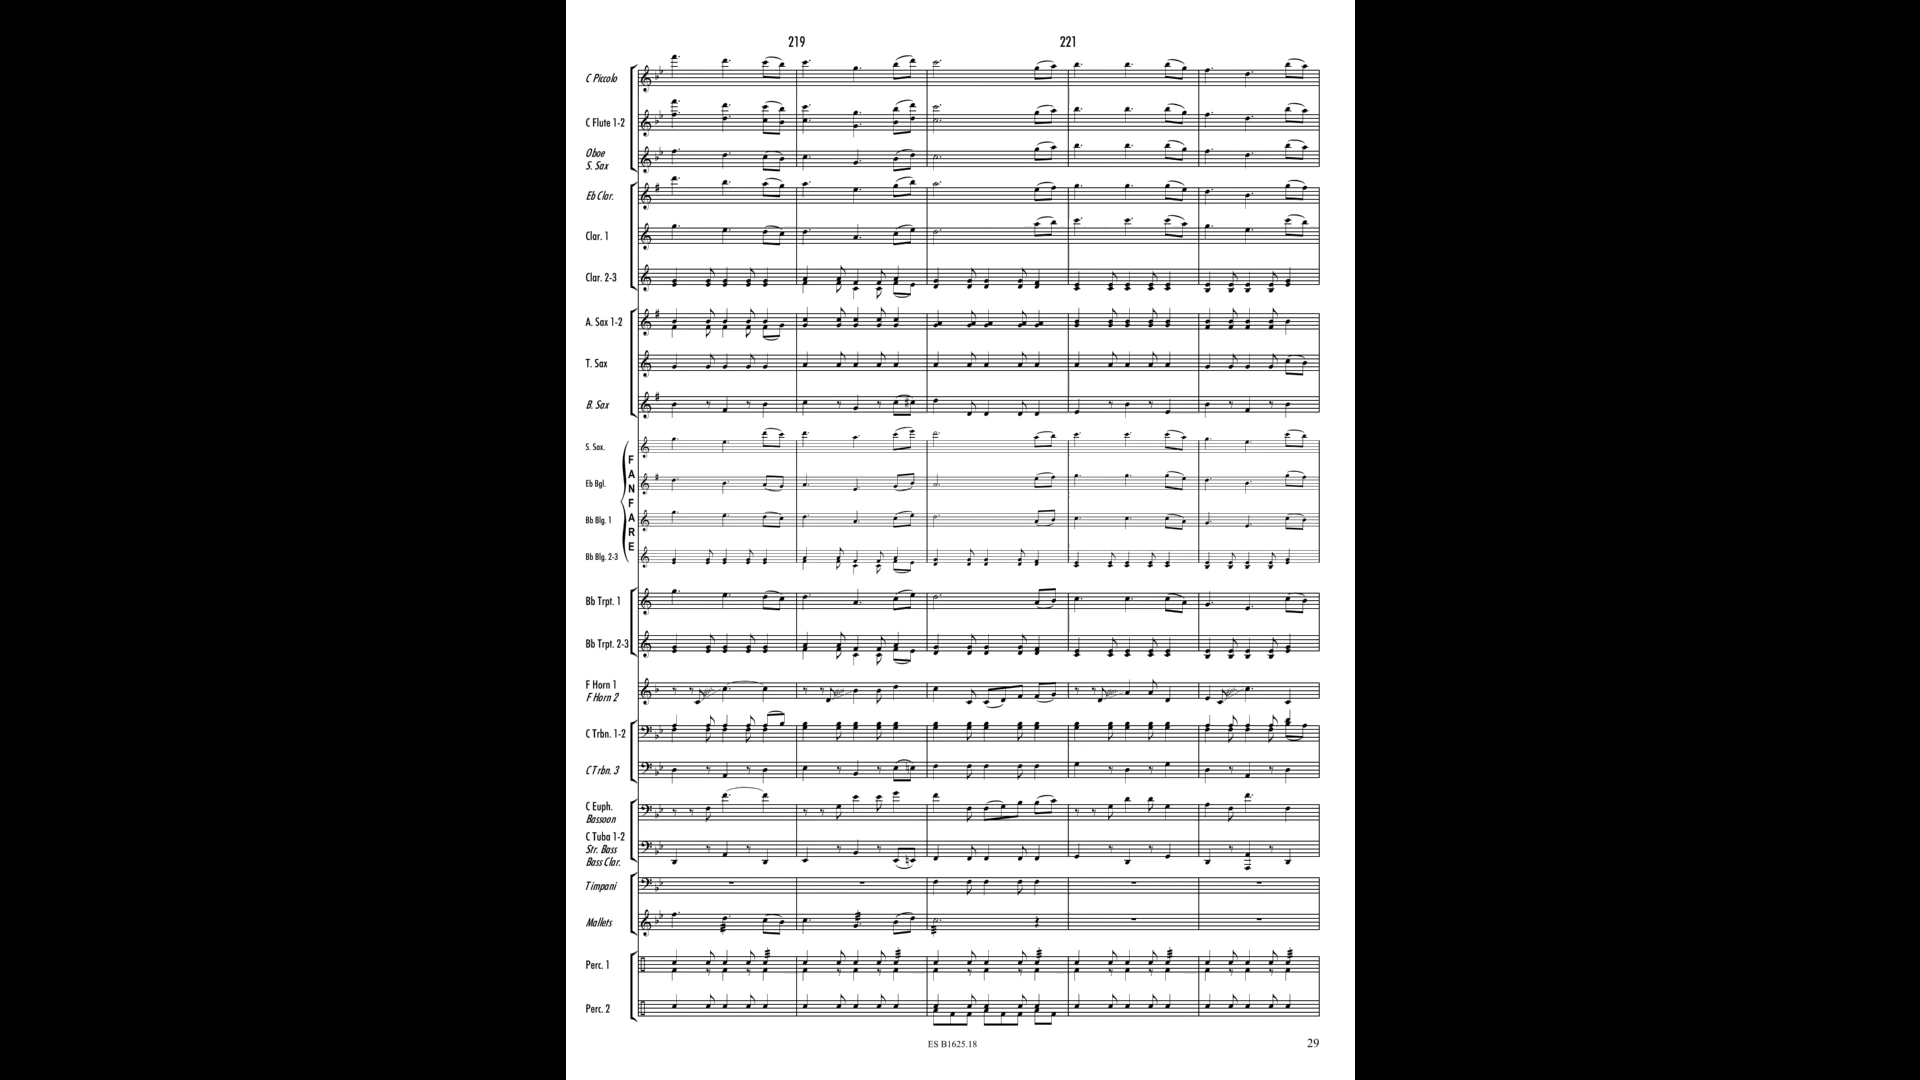 219 221
C Piccolo
C Flute 1-2
Oboe
S. Sax
Eb Clar.
Clar. 1
Clar. 2-3
A. Sax 1-2
T. Sax
B. Sax
S. Sax.
Eb Bgl.
Bb Blg. 1
Bb Blg. 2-3
FANFARE
Bb Trpt. 1
Bb Trpt. 2-3
F Horn 1
F Horn 2
C Trbn. 1-2
C Trbn. 3
C Euph.
Bassoon
C Tuba 1-2
Str. Bass
Bass Clar.
Timpani
Mallets
Perc. 1
Perc. 2
ES B1625.18
29